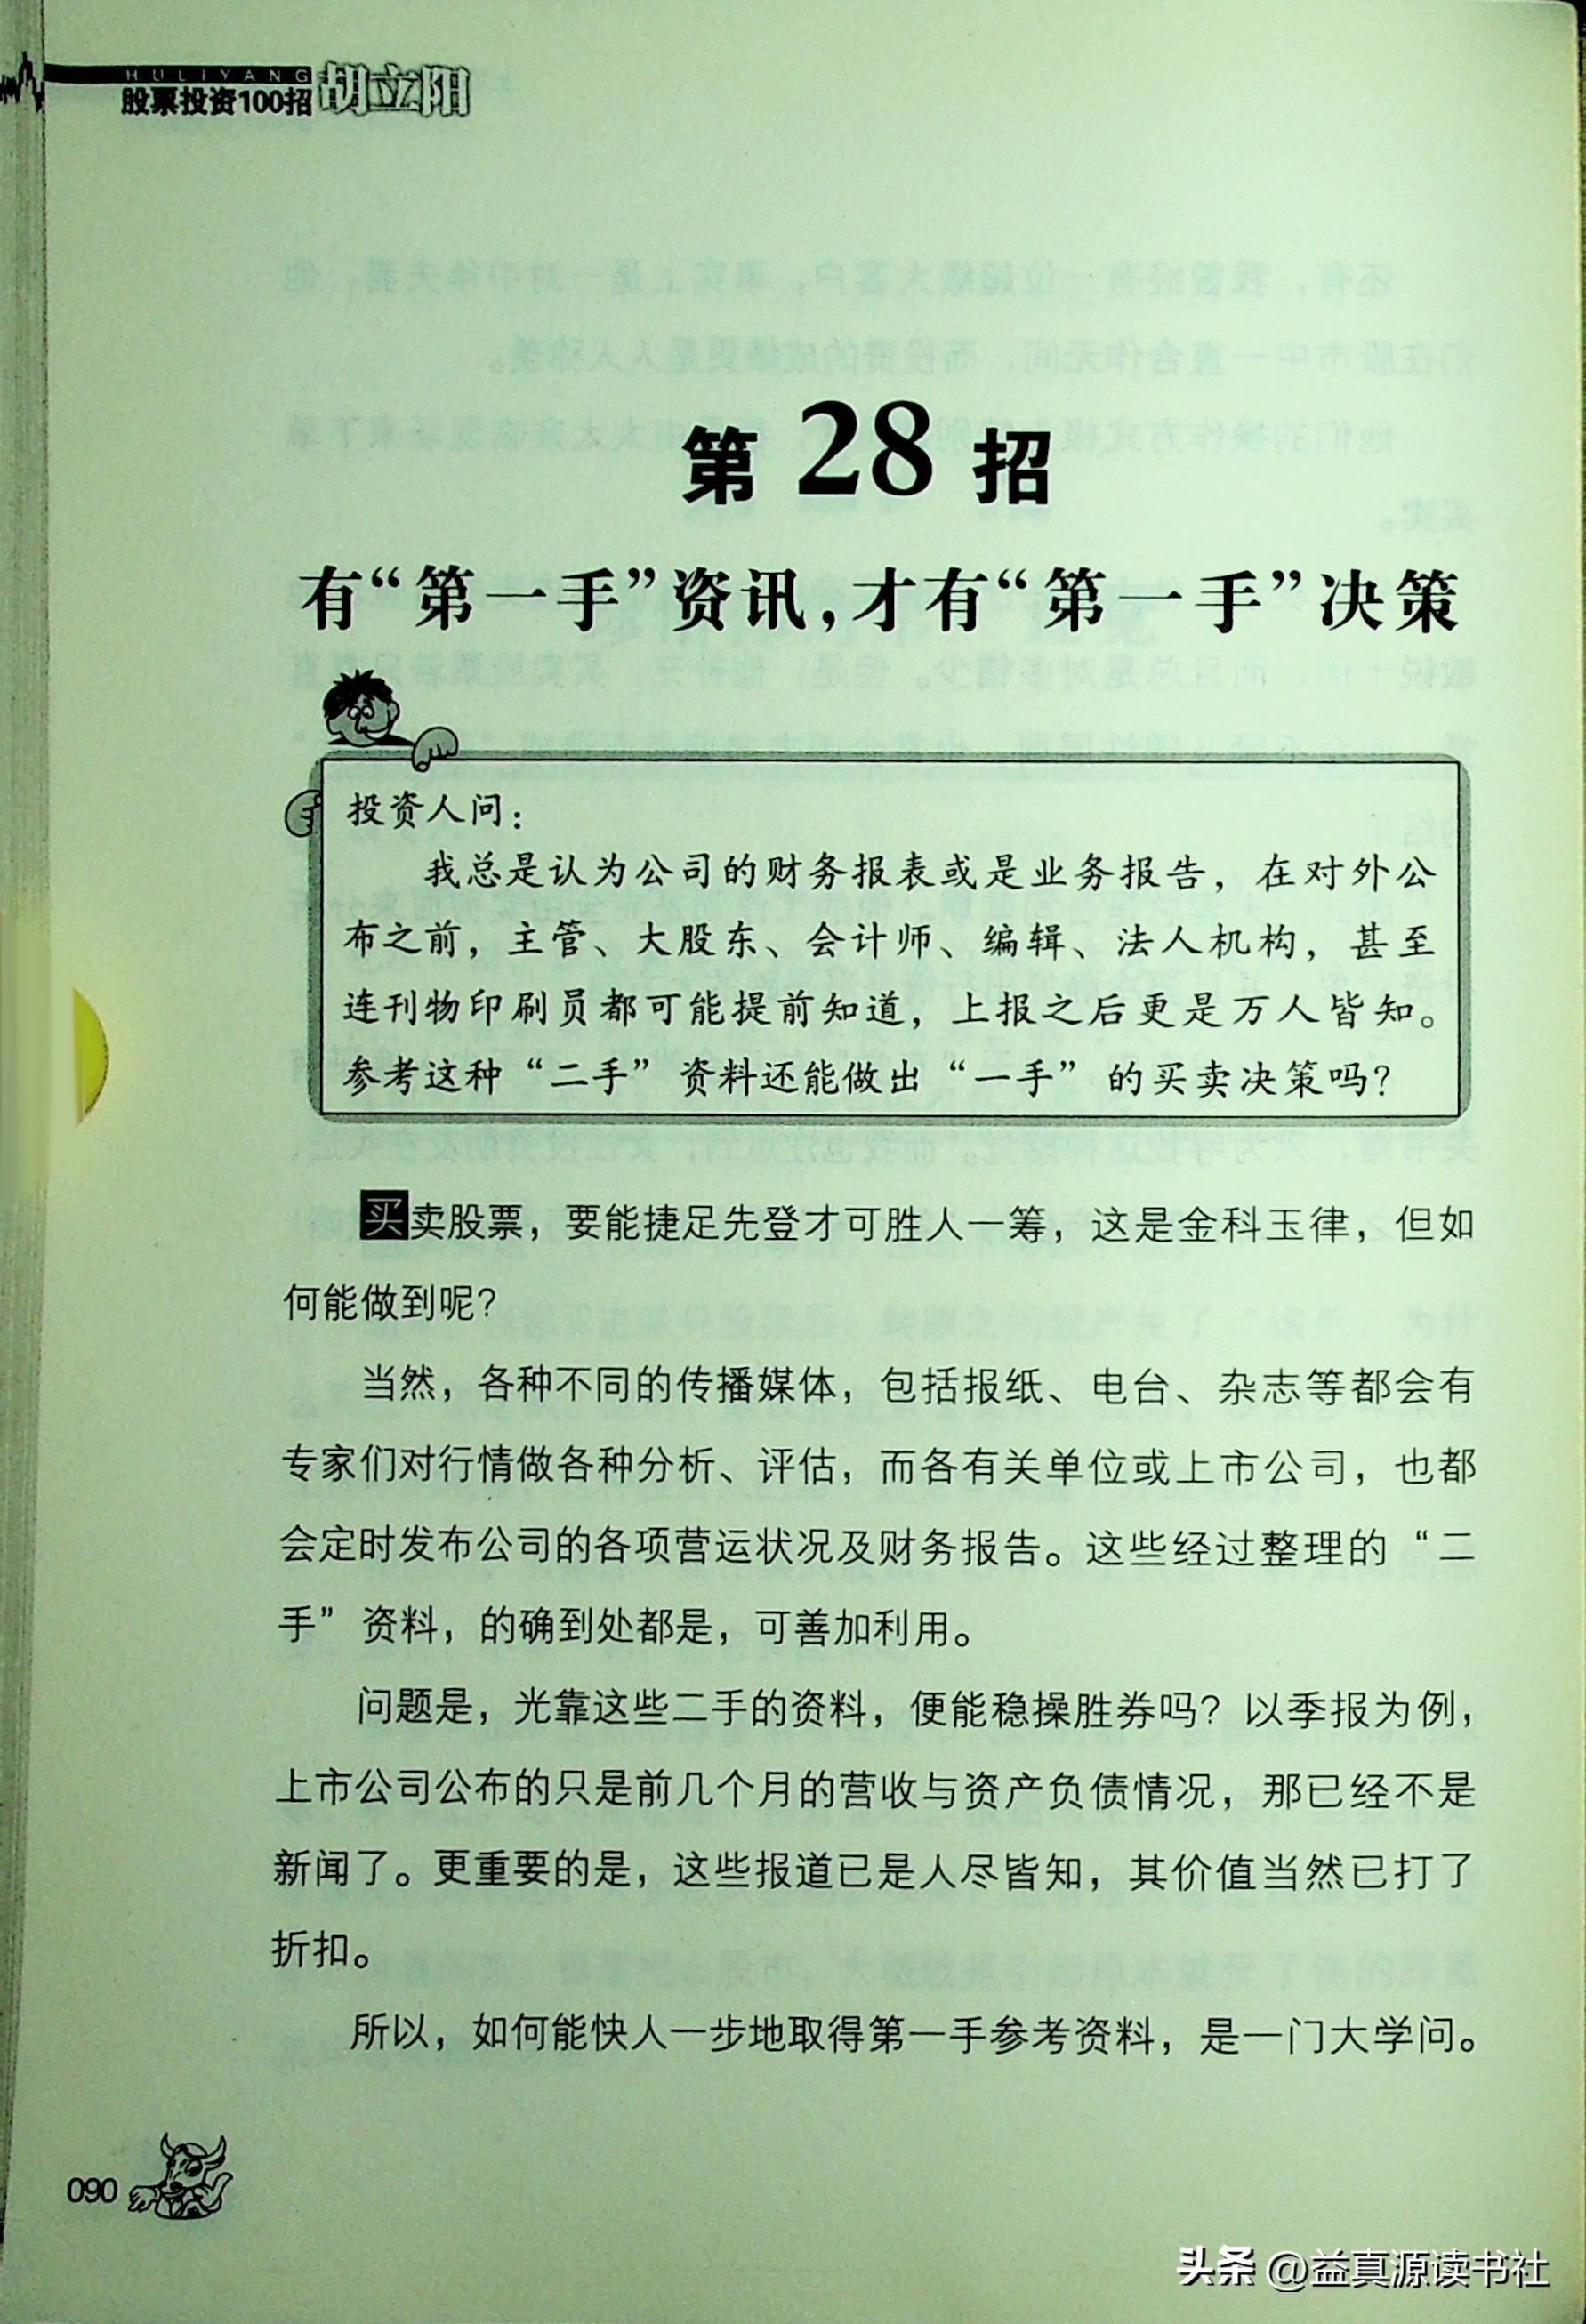 HULIYANG
股票投资100招 胡立阳
第 28 招
有“第一手”资讯,才有“第一手”决策
投资人问：
我总是认为公司的财务报表或是业务报告，在对外公
布之前，主管、大股东、会计师、编辑、法人机构，甚至
连刊物印刷员都可能提前知道，上报之后更是万人皆知。
参考这种“二手”资料还能做出“一手”的买卖决策吗？
买卖股票，要能捷足先登才可胜人一筹，这是金科玉律，但如
何能做到呢？
当然，各种不同的传播媒体，包括报纸、电台、杂志等都会有
专家们对行情做各种分析、评估，而各有关单位或上市公司，也都
会定时发布公司的各项营运状况及财务报告。这些经过整理的“二
手”资料，的确到处都是，可善加利用。
问题是，光靠这些二手的资料，便能稳操胜券吗？以季报为例，
上市公司公布的只是前几个月的营收与资产负债情况，那已经不是
新闻了。更重要的是，这些报道已是人尽皆知，其价值当然已打了
折扣。
所以，如何能快人一步地取得第一手参考资料，是一门大学问。
090
头条 @益真源读书社